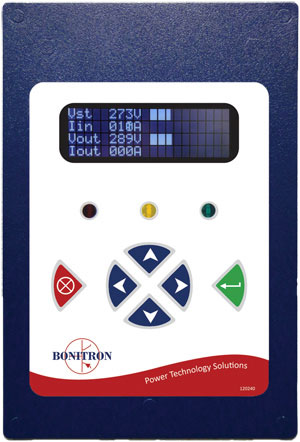 Vst 273V
Iin 010A
Vout 289V
Iout 000A
BONITRON
Power Technology Solutions
120240